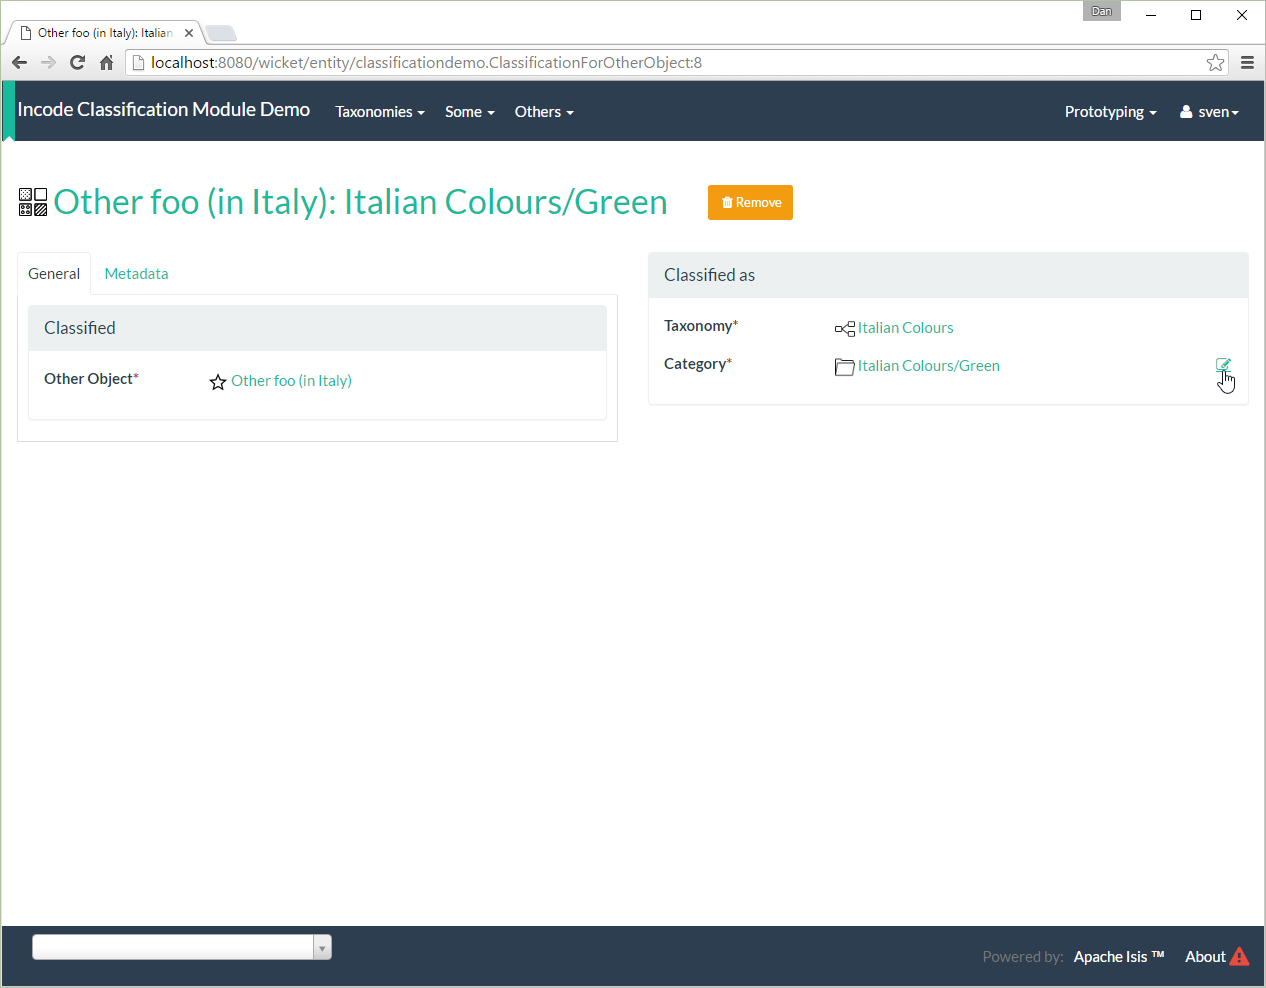 Dan
Other foo (in Italy): Italian
localhost:8080/wicket/entity/classificationdemo.ClassificationForOtherObject:8
Incode Classification Module Demo Taxonomies Some Others Prototyping sven
Other foo (in Italy): Italian Colours/Green Remove
General Metadata
Classified
Other Object* Other foo (in Italy)
Classified as
Taxonomy* Italian Colours
Category* Italian Colours/Green
Powered by: Apache Isis ™ About